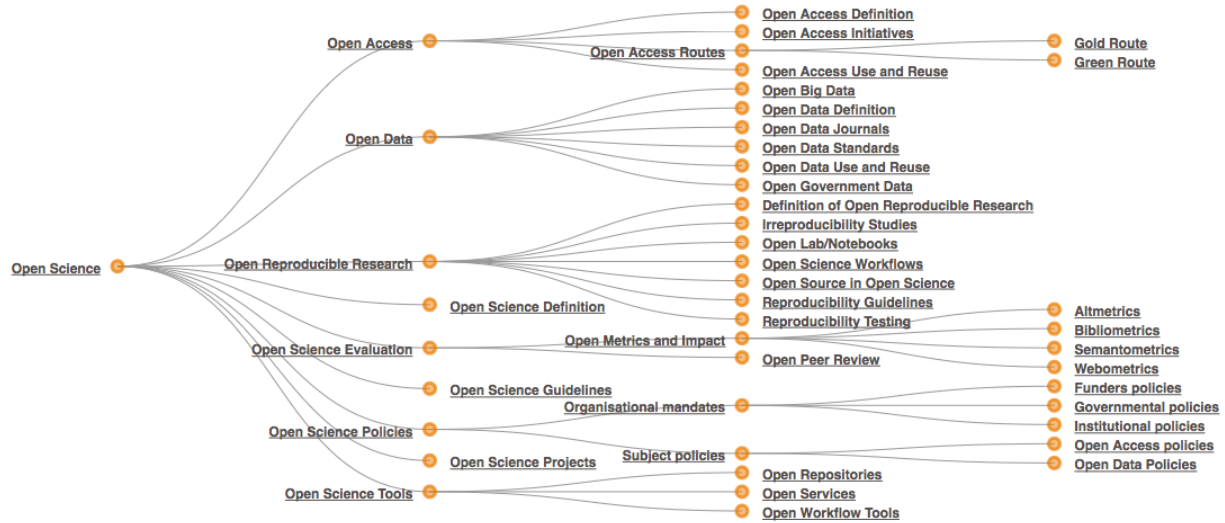 Open Science
Open Access
Open Access Definition
Open Access Initiatives
Open Access Routes
Gold Route
Green Route
Open Access Use and Reuse
Open Data
Open Big Data
Open Data Definition
Open Data Journals
Open Data Standards
Open Data Use and Reuse
Open Government Data
Open Reproducible Research
Definition of Open Reproducible Research
Irreproducibility Studies
Open Lab/Notebooks
Open Science Workflows
Open Source in Open Science
Reproducibility Guidelines
Reproducibility Testing
Open Science Definition
Open Science Evaluation
Open Metrics and Impact
Altmetrics
Bibliometrics
Semantometrics
Webometrics
Open Peer Review
Open Science Guidelines
Open Science Policies
Organisational mandates
Funders policies
Governmental policies
Institutional policies
Subject policies
Open Access policies
Open Data Policies
Open Science Projects
Open Science Tools
Open Repositories
Open Services
Open Workflow Tools